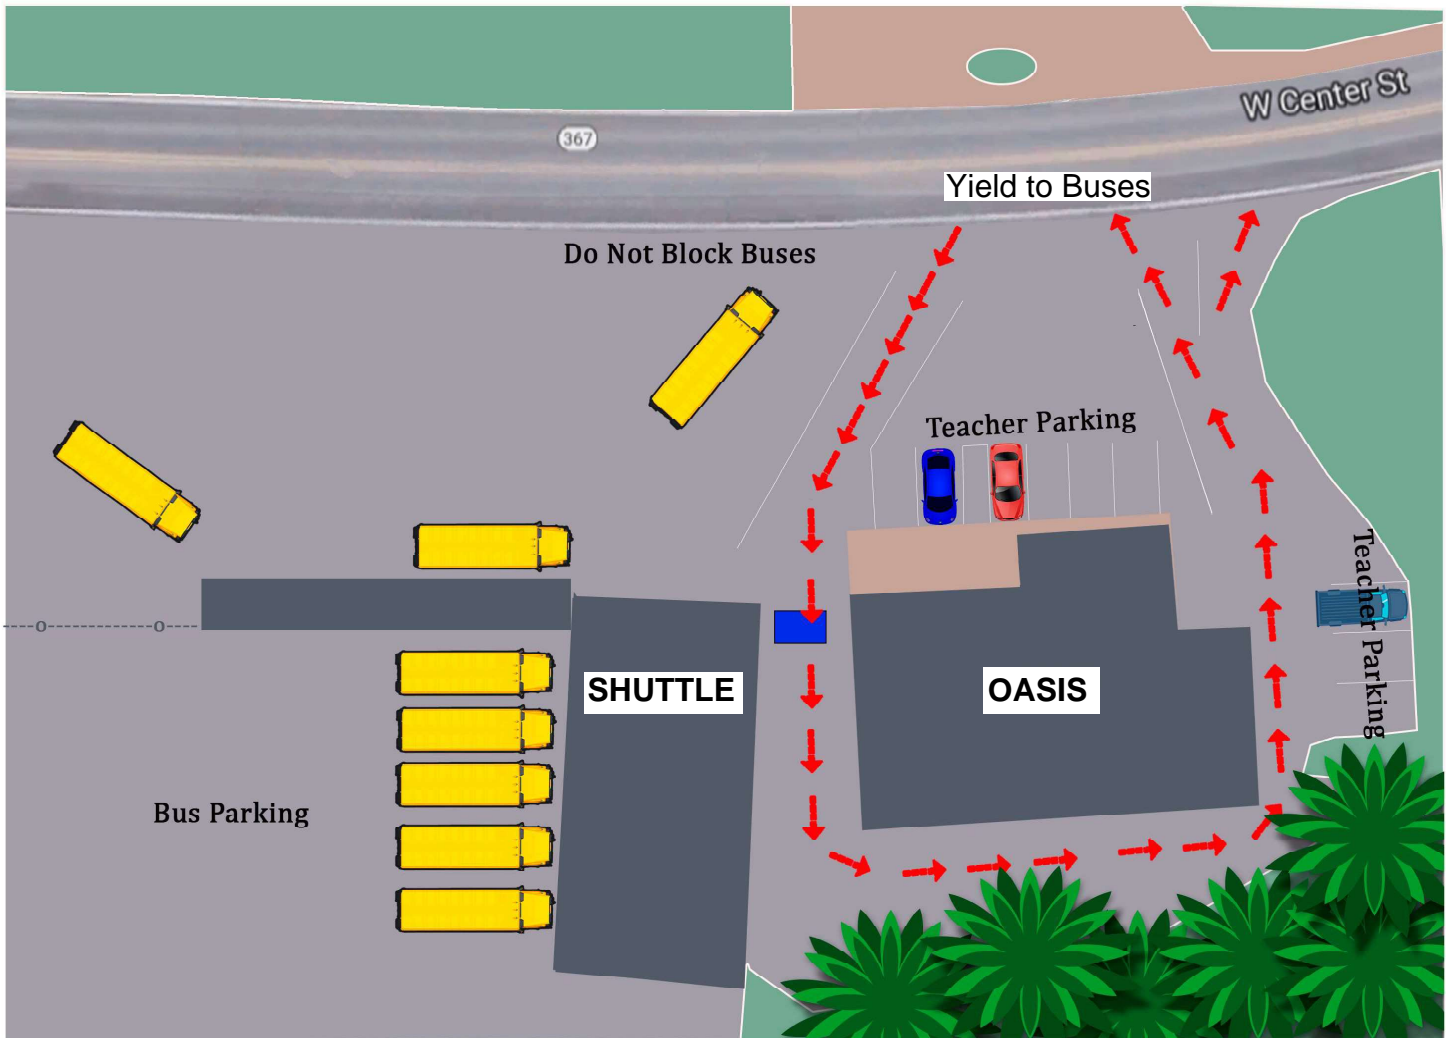 W Center St
367
Yield to Buses
Do Not Block Buses
Teacher Parking
Teacher Parking
SHUTTLE
OASIS
Bus Parking